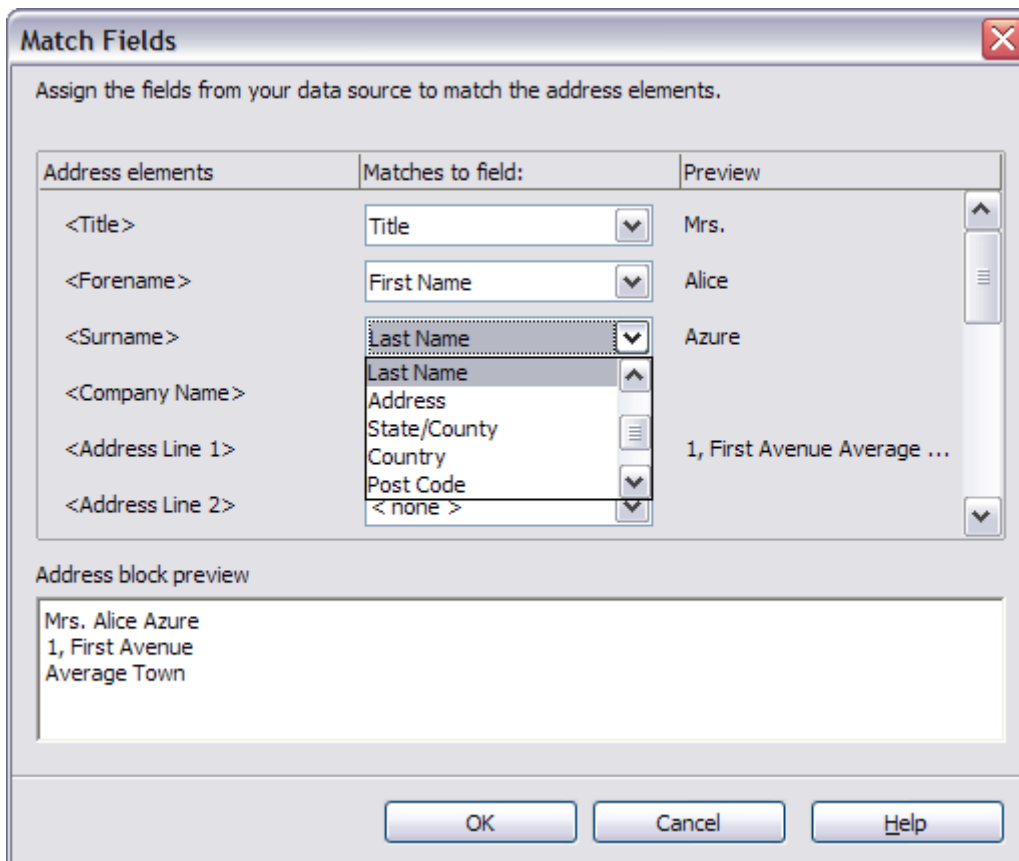 Match Fields
Assign the fields from your data source to match the address elements.
Address elements Matches to field: Preview
<Title> Title Mrs.
<Forename> First Name Alice
<Surname> Last Name Azure
Last Name
<Company Name>
Address
State/County
<Address Line 1> 1, First Avenue Average ...
Country
Post Code
<Address Line 2> < none >
Address block preview
Mrs. Alice Azure
1, First Avenue
Average Town
OK Cancel Help